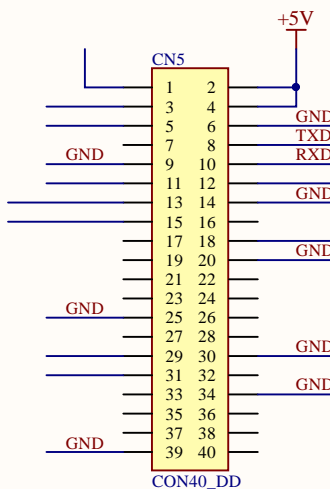 +5V
CN5
1 2
3 4
5 6 GND
7 8 TXD
GND 9 10 RXD
11 12
13 14 GND
15 16
17 18
19 20 GND
21 22
23 24
GND 25 26
27 28
29 30 GND
31 32
33 34 GND
35 36
37 38
GND 39 40
CON40_DD